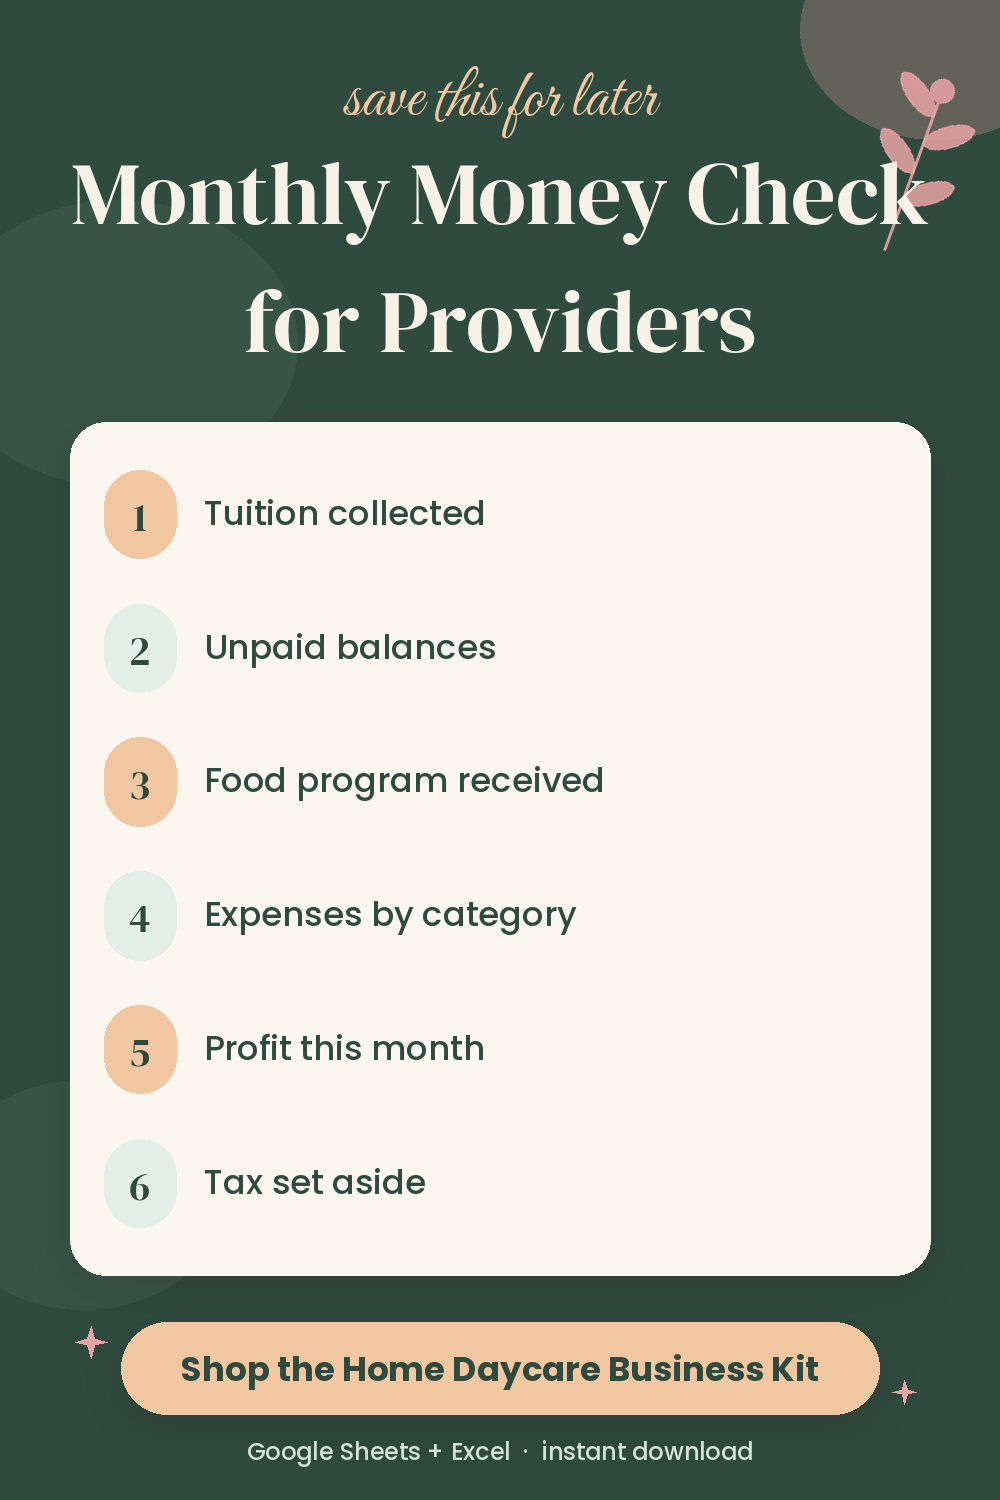 save this for later
Monthly Money Check
for Providers
1 Tuition collected
2 Unpaid balances
3 Food program received
4 Expenses by category
5 Profit this month
6 Tax set aside
Shop the Home Daycare Business Kit
Google Sheets + Excel · instant download